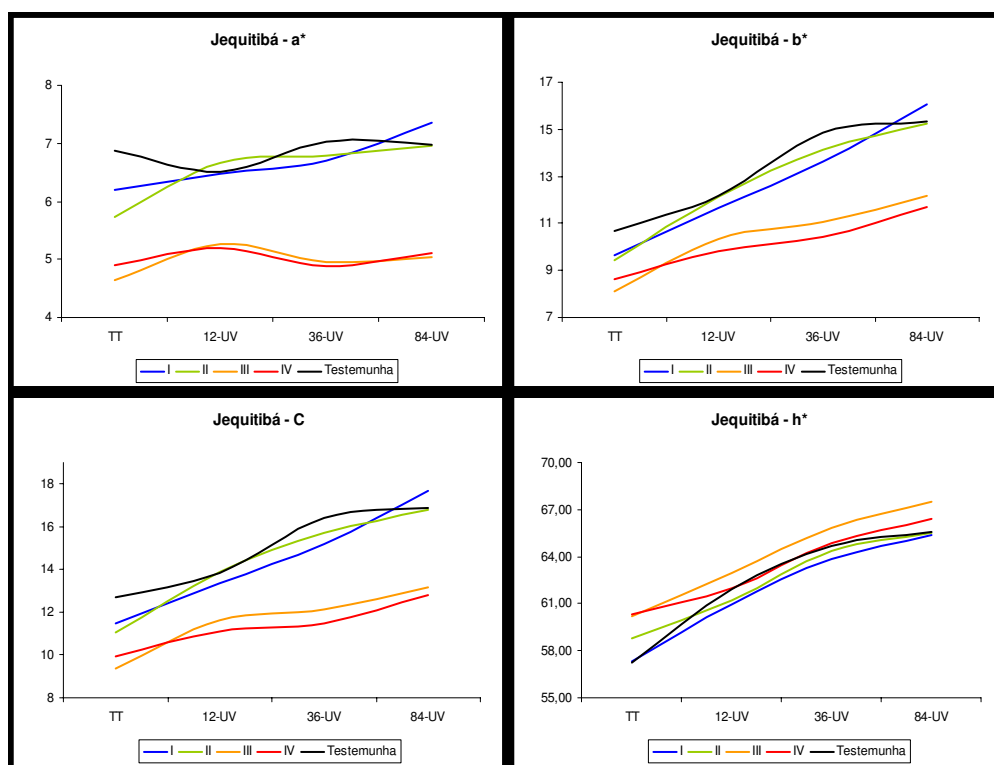 Jequitibá - a*
8
7
6
5
4
TT 12-UV 36-UV 84-UV
I II III IV Testemunha
Jequitibá - b*
17
15
13
11
9
7
TT 12-UV 36-UV 84-UV
I II III IV Testemunha
Jequitibá - C
18
16
14
12
10
8
TT 12-UV 36-UV 84-UV
I II III IV Testemunha
Jequitibá - h*
70,00
67,00
64,00
61,00
58,00
55,00
TT 12-UV 36-UV 84-UV
I II III IV Testemunha